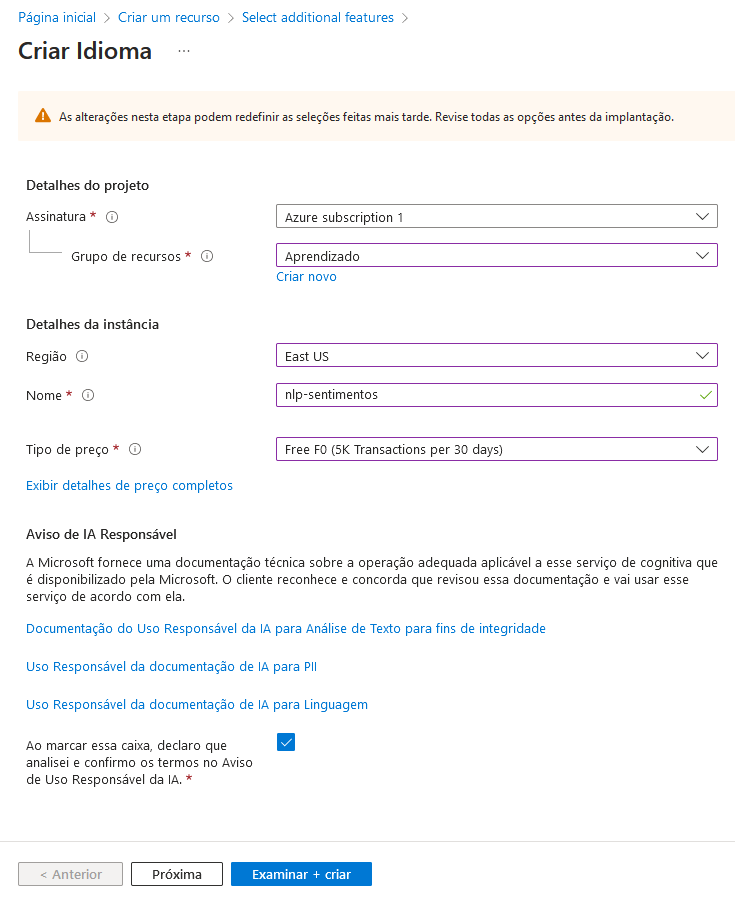 Página inicial > Criar um recurso > Select additional features >
Criar Idioma ...
As alterações nesta etapa podem redefinir as seleções feitas mais tarde. Revise todas as opções antes da implantação.
Detalhes do projeto
Assinatura *
Azure subscription 1
Grupo de recursos *
Aprendizado
Criar novo
Detalhes da instância
Região
East US
Nome *
nlp-sentimentos
Tipo de preço *
Free F0 (5K Transactions per 30 days)
Exibir detalhes de preço completos
Aviso de IA Responsável
A Microsoft fornece uma documentação técnica sobre a operação adequada aplicável a esse serviço de cognitiva que
é disponibilizado pela Microsoft. O cliente reconhece e concorda que revisou essa documentação e vai usar esse
serviço de acordo com ela.
Documentação do Uso Responsável da IA para Análise de Texto para fins de integridade
Uso Responsável da documentação de IA para PII
Uso Responsável da documentação de IA para Linguagem
Ao marcar essa caixa, declaro que
analisei e confirmo os termos no Aviso
de Uso Responsável da IA. *
< Anterior
Próxima
Examinar + criar